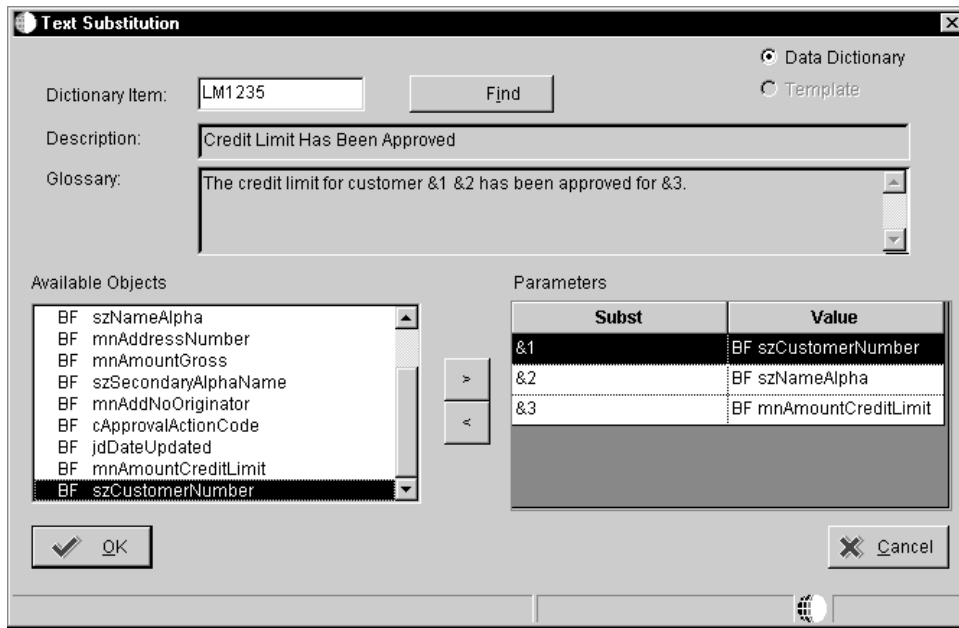 Text Substitution
Data Dictionary
Template
Dictionary Item:
LM1235
Find
Description:
Credit Limit Has Been Approved
Glossary:
The credit limit for customer &1 &2 has been approved for &3.
Available Objects
BF szNameAlpha
BF mnAddressNumber
BF mnAmountGross
BF szSecondaryAlphaName
BF mnAddNoOriginator
BF cApprovalActionCode
BF jdDateUpdated
BF mnAmountCreditLimit
BF szCustomerNumber
>
<
Parameters
Subst Value
&1 BF szCustomerNumber
&2 BF szNameAlpha
&3 BF mnAmountCreditLimit
OK
Cancel